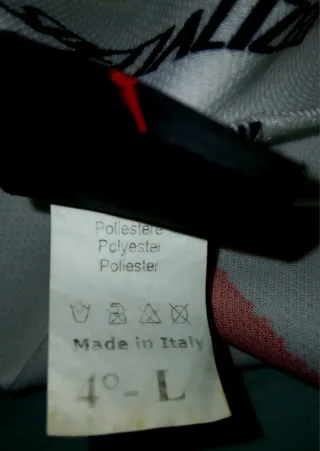 Poliestere
Polyester
Poliester
Made in Italy
4° - L